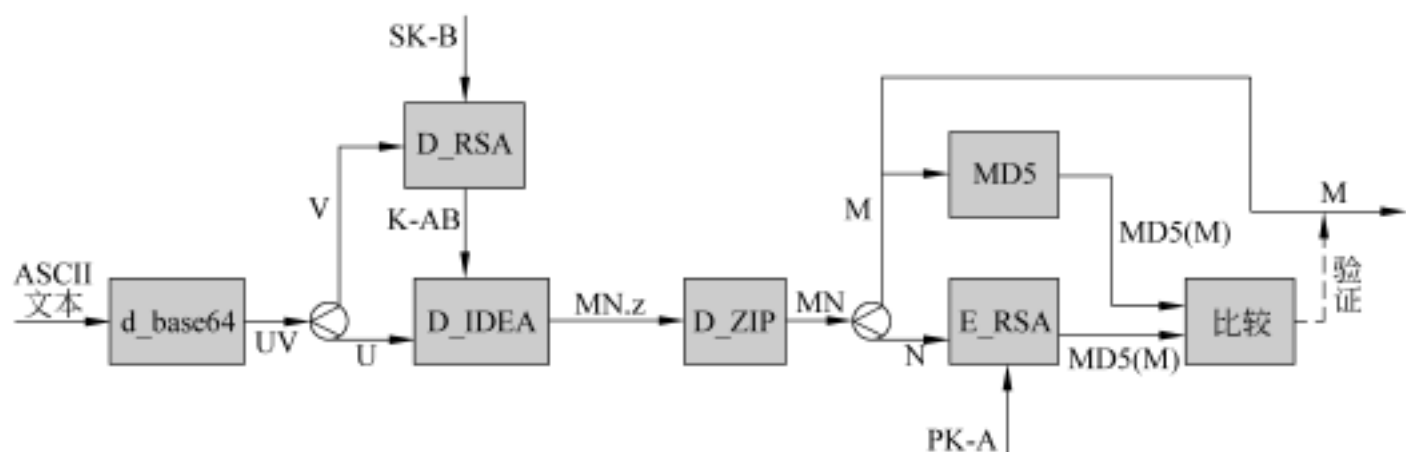 SK-B
D_RSA
MD5
V
K-AB
M
M
MD5(M)
ASCII
文本
d_base64
UV
U
D_IDEA
MN.z
D_ZIP
MN
N
E_RSA
MD5(M)
比较
验证
PK-A